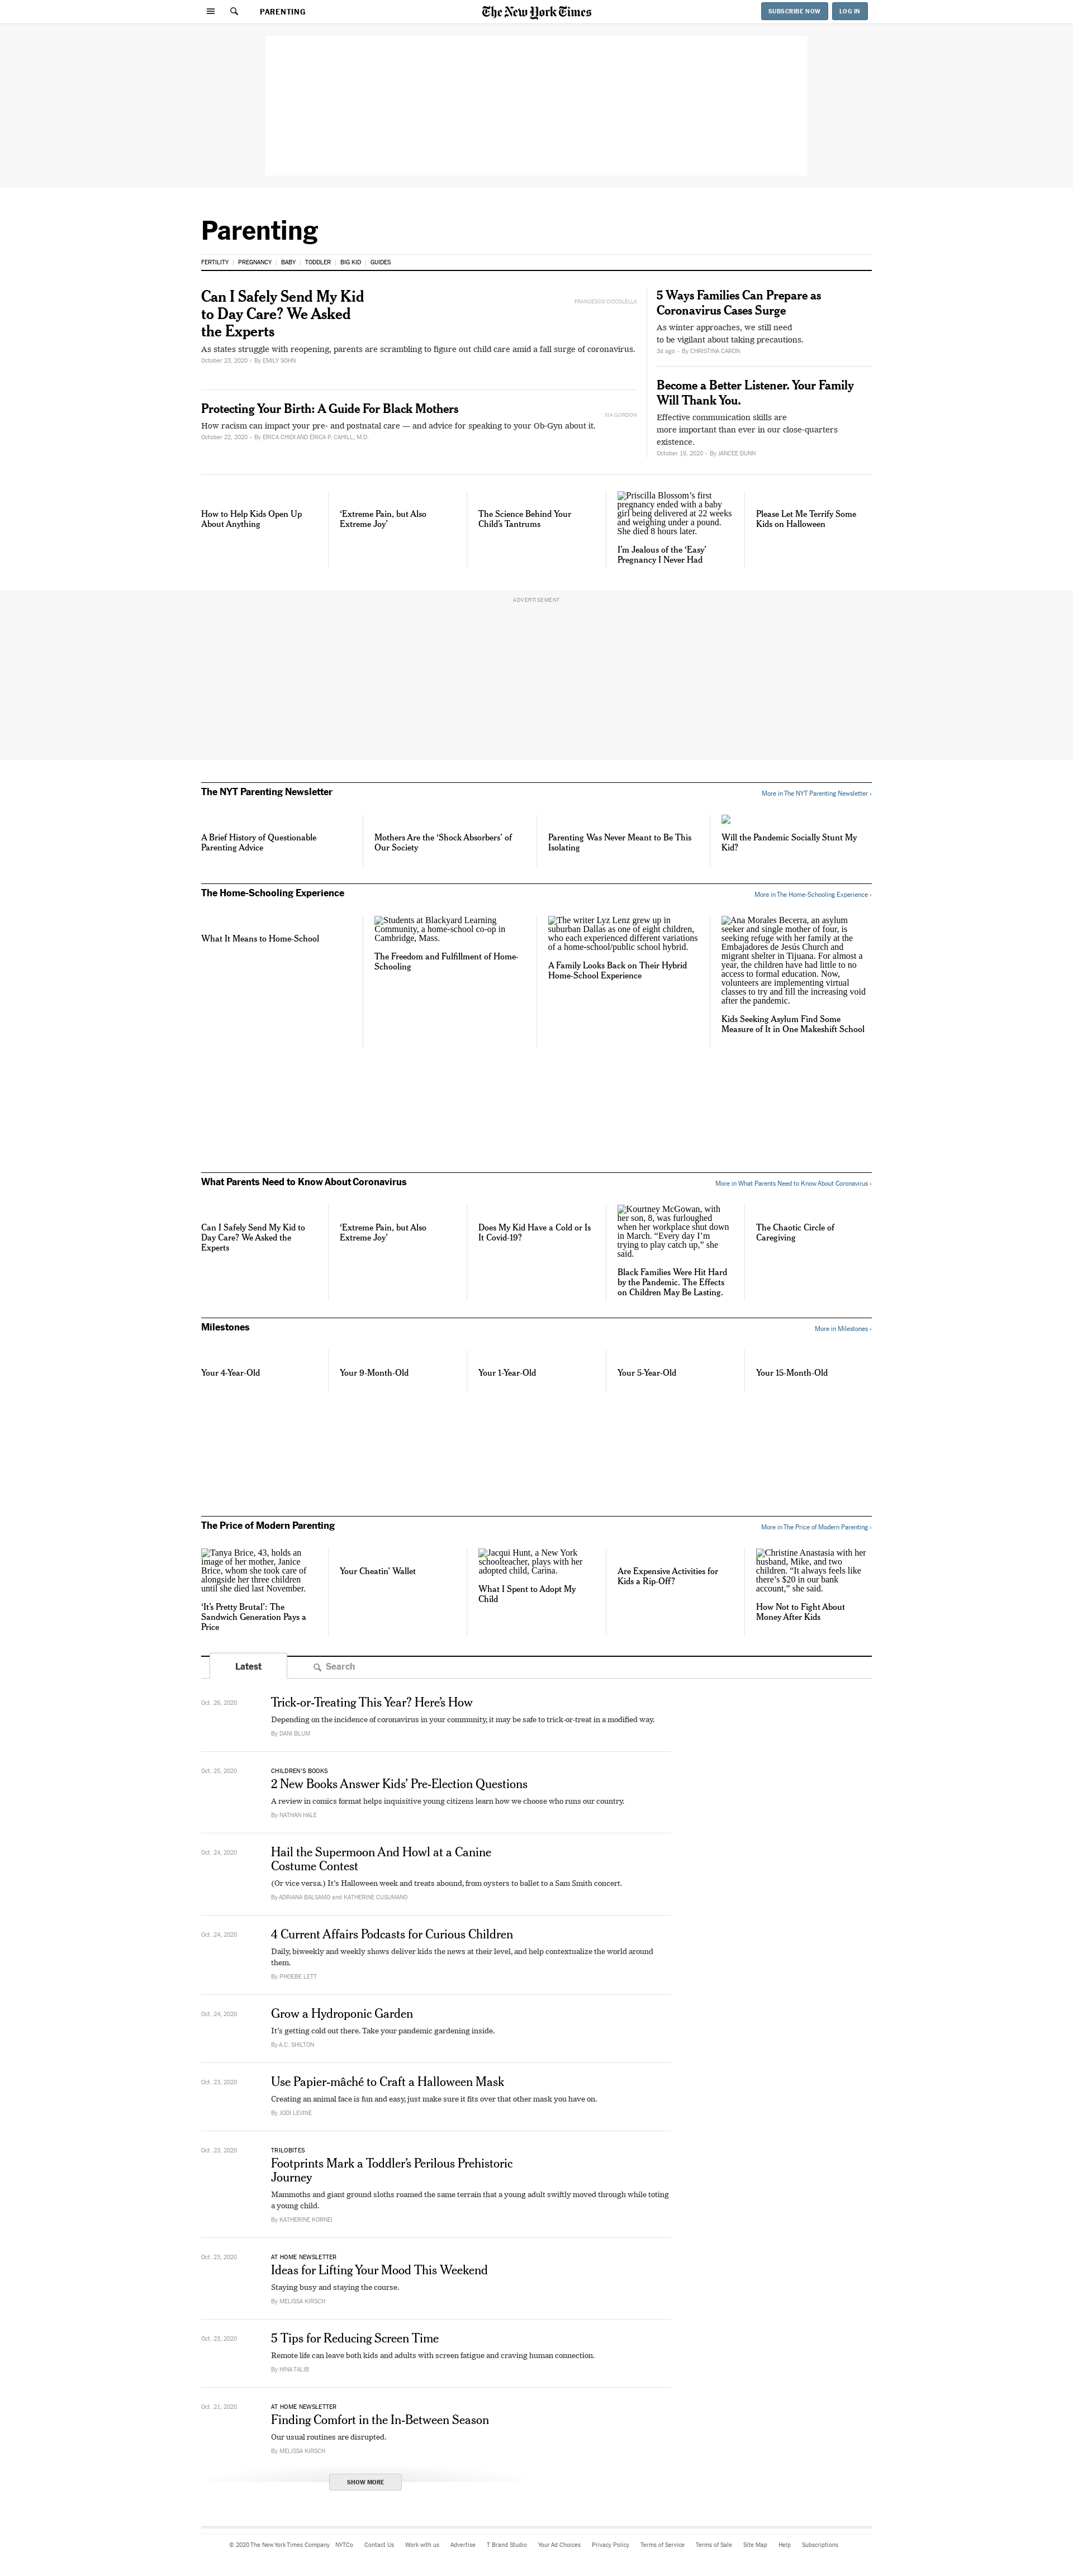 PARENTING
The New York Times
SUBSCRIBE NOW
LOG IN
Parenting
FERTILITY
PREGNANCY
BABY
TODDLER
BIG KID
GUIDES
Can I Safely Send My Kid
to Day Care? We Asked
the Experts
FRANCESCO CICCOLELLA
As states struggle with reopening, parents are scrambling to figure out child care amid a fall surge of coronavirus.
October 23, 2020 · By EMILY SOHN
Protecting Your Birth: A Guide For Black Mothers
XIA GORDON
How racism can impact your pre- and postnatal care — and advice for speaking to your Ob-Gyn about it.
October 22, 2020 · By ERICA CHIDI AND ERICA P. CAHILL, M.D.
5 Ways Families Can Prepare as
Coronavirus Cases Surge
As winter approaches, we still need
to be vigilant about taking precautions.
3d ago · By CHRISTINA CARON
Become a Better Listener. Your Family
Will Thank You.
Effective communication skills are
more important than ever in our close-quarters
existence.
October 19, 2020 · By JANCEE DUNN
How to Help Kids Open Up
About Anything
‘Extreme Pain, but Also
Extreme Joy’
The Science Behind Your
Child’s Tantrums
Priscilla Blossom’s first
pregnancy ended with a baby
girl being delivered at 22 weeks
and weighing under a pound.
She died 8 hours later.
I’m Jealous of the ‘Easy’
Pregnancy I Never Had
Please Let Me Terrify Some
Kids on Halloween
ADVERTISEMENT
The NYT Parenting Newsletter
More in The NYT Parenting Newsletter ›
A Brief History of Questionable
Parenting Advice
Mothers Are the ‘Shock Absorbers’ of
Our Society
Parenting Was Never Meant to Be This
Isolating
Will the Pandemic Socially Stunt My
Kid?
The Home-Schooling Experience
More in The Home-Schooling Experience ›
What It Means to Home-School
Students at Blackyard Learning
Community, a home-school co-op in
Cambridge, Mass.
The Freedom and Fulfillment of Home-
Schooling
The writer Lyz Lenz grew up in
suburban Dallas as one of eight children,
who each experienced different variations
of a home-school/public school hybrid.
A Family Looks Back on Their Hybrid
Home-School Experience
Ana Morales Becerra, an asylum
seeker and single mother of four, is
seeking refuge with her family at the
Embajadores de Jesús Church and
migrant shelter in Tijuana. For almost a
year, the children have had little to no
access to formal education. Now,
volunteers are implementing virtual
classes to try and fill the increasing void
after the pandemic.
Kids Seeking Asylum Find Some
Measure of It in One Makeshift School
What Parents Need to Know About Coronavirus
More in What Parents Need to Know About Coronavirus ›
Can I Safely Send My Kid to
Day Care? We Asked the
Experts
‘Extreme Pain, but Also
Extreme Joy’
Does My Kid Have a Cold or Is
It Covid-19?
Kourtney McGowan, with
her son, 8, was furloughed
when her workplace shut down
in March. “Every day I’m
trying to play catch up,” she
said.
Black Families Were Hit Hard
by the Pandemic. The Effects
on Children May Be Lasting.
The Chaotic Circle of
Caregiving
Milestones
More in Milestones ›
Your 4-Year-Old
Your 9-Month-Old
Your 1-Year-Old
Your 5-Year-Old
Your 15-Month-Old
The Price of Modern Parenting
More in The Price of Modern Parenting ›
Tanya Brice, 43, holds an
image of her mother, Janice
Brice, whom she took care of
alongside her three children
until she died last November.
‘It’s Pretty Brutal’: The
Sandwich Generation Pays a
Price
Your Cheatin’ Wallet
Jacqui Hunt, a New York
schoolteacher, plays with her
adopted child, Carina.
What I Spent to Adopt My
Child
Are Expensive Activities for
Kids a Rip-Off?
Christine Anastasia with her
husband, Mike, and two
children. “It always feels like
there’s $20 in our bank
account,” she said.
How Not to Fight About
Money After Kids
Latest
Search
Oct. 26, 2020
Trick-or-Treating This Year? Here’s How
Depending on the incidence of coronavirus in your community, it may be safe to trick-or-treat in a modified way.
By DANI BLUM
Oct. 25, 2020
CHILDREN’S BOOKS
2 New Books Answer Kids’ Pre-Election Questions
A review in comics format helps inquisitive young citizens learn how we choose who runs our country.
By NATHAN HALE
Oct. 24, 2020
Hail the Supermoon And Howl at a Canine
Costume Contest
(Or vice versa.) It’s Halloween week and treats abound, from oysters to ballet to a Sam Smith concert.
By ADRIANA BALSAMO and KATHERINE CUSUMANO
Oct. 24, 2020
4 Current Affairs Podcasts for Curious Children
Daily, biweekly and weekly shows deliver kids the news at their level, and help contextualize the world around
them.
By PHOEBE LETT
Oct. 24, 2020
Grow a Hydroponic Garden
It’s getting cold out there. Take your pandemic gardening inside.
By A.C. SHILTON
Oct. 23, 2020
Use Papier-mâché to Craft a Halloween Mask
Creating an animal face is fun and easy, just make sure it fits over that other mask you have on.
By JODI LEVINE
Oct. 23, 2020
TRILOBITES
Footprints Mark a Toddler’s Perilous Prehistoric
Journey
Mammoths and giant ground sloths roamed the same terrain that a young adult swiftly moved through while toting
a young child.
By KATHERINE KORNEI
Oct. 23, 2020
AT HOME NEWSLETTER
Ideas for Lifting Your Mood This Weekend
Staying busy and staying the course.
By MELISSA KIRSCH
Oct. 23, 2020
5 Tips for Reducing Screen Time
Remote life can leave both kids and adults with screen fatigue and craving human connection.
By HINA TALIB
Oct. 21, 2020
AT HOME NEWSLETTER
Finding Comfort in the In-Between Season
Our usual routines are disrupted.
By MELISSA KIRSCH
SHOW MORE
© 2020 The New York Times Company
NYTCo
Contact Us
Work with us
Advertise
T Brand Studio
Your Ad Choices
Privacy Policy
Terms of Service
Terms of Sale
Site Map
Help
Subscriptions